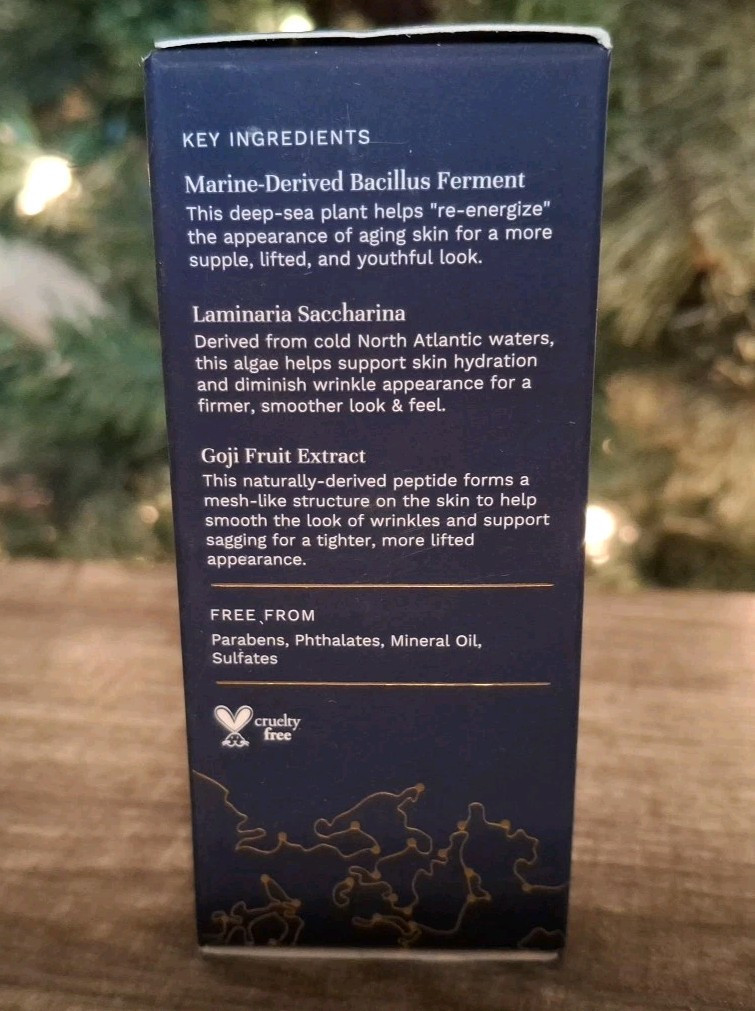 KEY INGREDIENTS
Marine-Derived Bacillus Ferment
This deep-sea plant helps "re-energize"
the appearance of aging skin for a more
supple, lifted, and youthful look.
Laminaria Saccharina
Derived from cold North Atlantic waters,
this algae helps support skin hydration
and diminish wrinkle appearance for a
firmer, smoother look & feel.
Goji Fruit Extract
This naturally-derived peptide forms a
mesh-like structure on the skin to help
smooth the look of wrinkles and support
sagging for a tighter, more lifted
appearance.
FREE FROM
Parabens, Phthalates, Mineral Oil,
Sulfates
cruelty
free